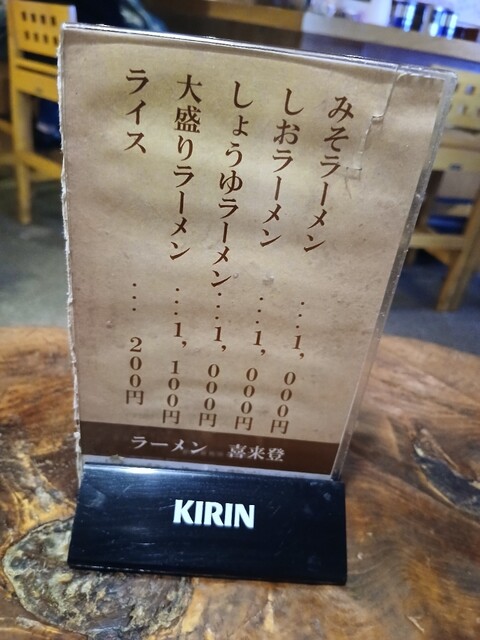 みそラーメン …1,000円
しおラーメン …1,000円
しょうゆラーメン…1,000円
大盛りラーメン …1,100円
ライス … 200円
ラーメン 喜来登
KIRIN